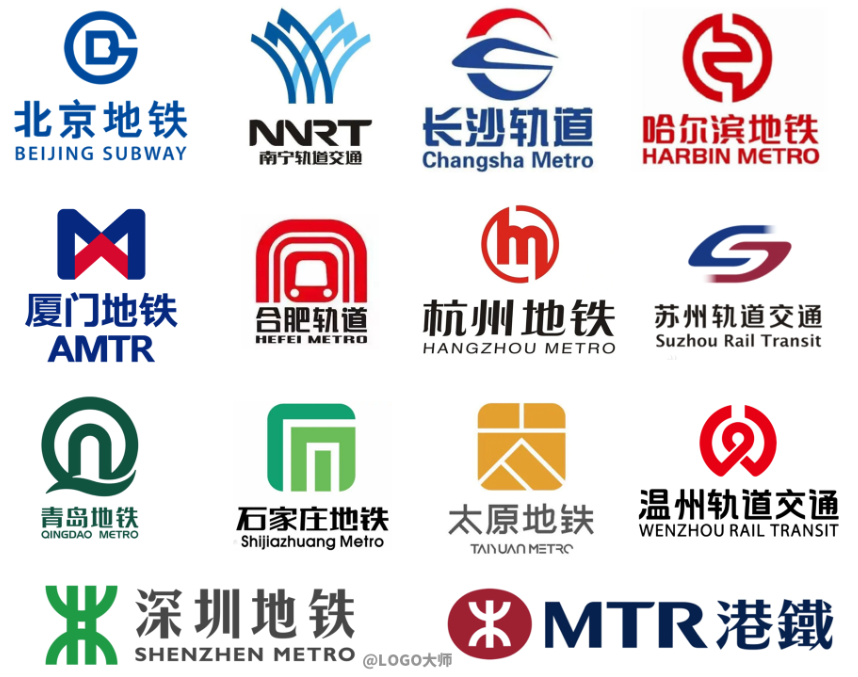 北京地铁
BEIJING SUBWAY
NNRT
南宁轨道交通
长沙轨道
Changsha Metro
哈尔滨地铁
HARBIN METRO
厦门地铁
AMTR
合肥轨道
HEFEI METRO
杭州地铁
HANGZHOU METRO
苏州轨道交通
Suzhou Rail Transit
青岛地铁
QINGDAO METRO
石家庄地铁
Shijiazhuang Metro
太原地铁
TAIYUAN METRO
温州轨道交通
WENZHOU RAIL TRANSIT
深圳地铁
SHENZHEN METRO
MTR 港鐵
@LOGO大师